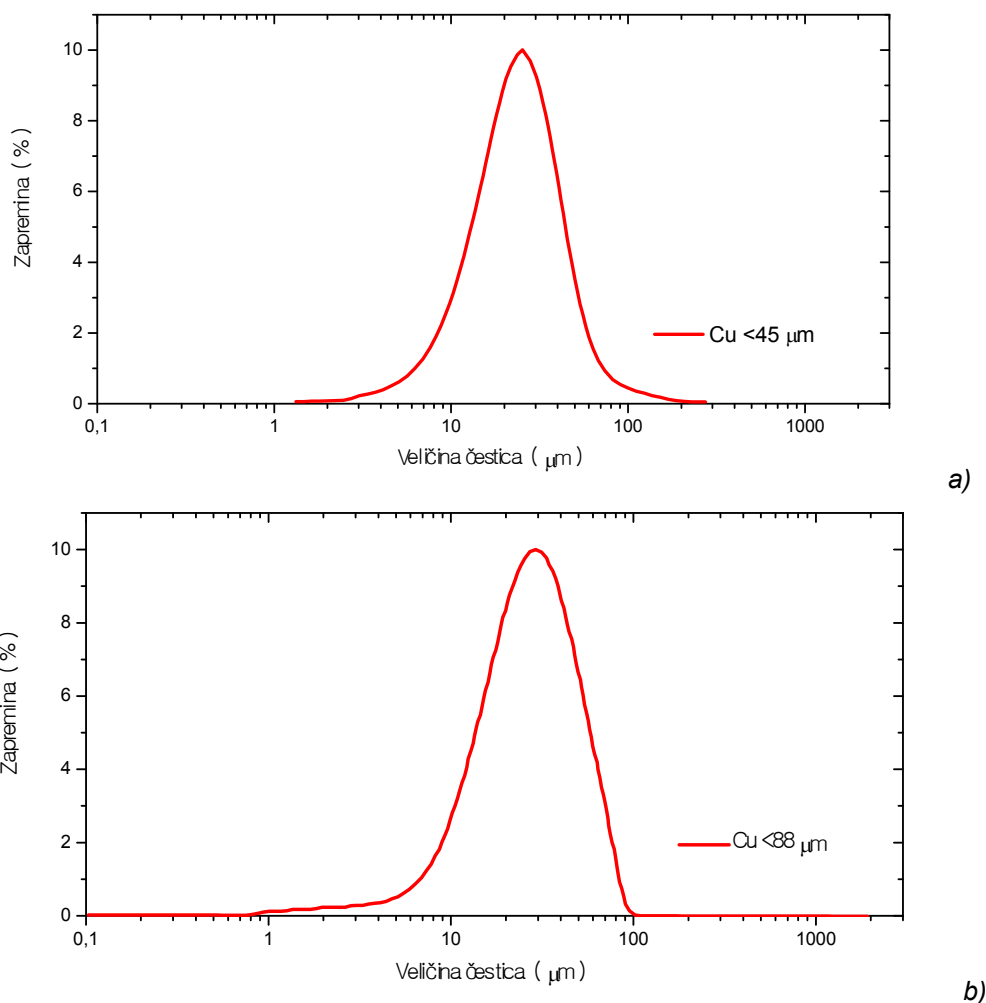 10
8
6
4
2
0
Zapremina ( % )
Cu <45 μm
0,1 1 10 100 1000
Veličina čestica ( μm )
a)
10
8
6
4
2
0
Zapremina ( % )
Cu <88 μm
0,1 1 10 100 1000
Veličina čestica ( μm )
b)